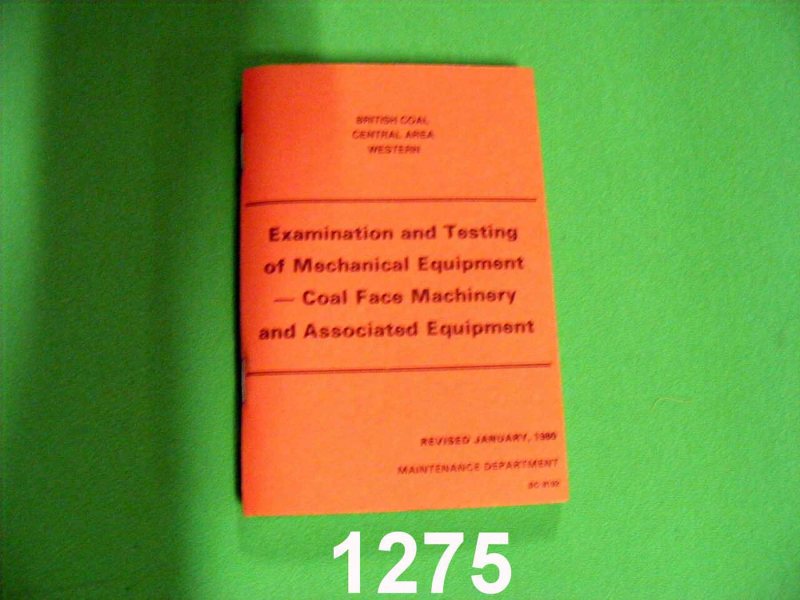 BRITISH COAL
CENTRAL AREA
WESTERN
Examination and Testing
of Mechanical Equipment
— Coal Face Machinery
and Associated Equipment
REVISED JANUARY,
MAINTENANCE DEPARTMENT
1275